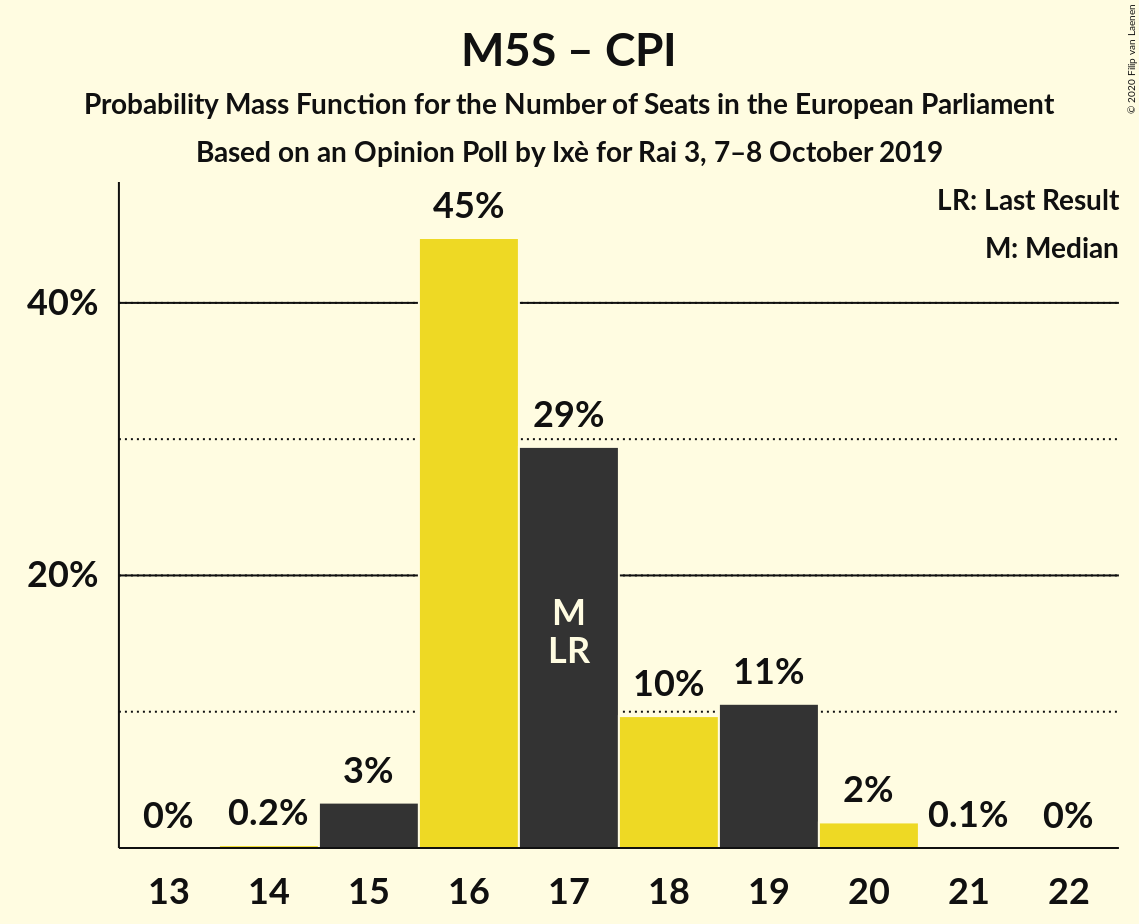 M5S – CPI
Probability Mass Function for the Number of Seats in the European Parliament
Based on an Opinion Poll by Ixè for Rai 3, 7–8 October 2019
© 2020 Filip van Laenen
LR: Last Result
M: Median
45%
40%
29%
20%
M
LR
10%
11%
3%
2%
0%
0.2%
0.1%
0%
13 14 15 16 17 18 19 20 21 22